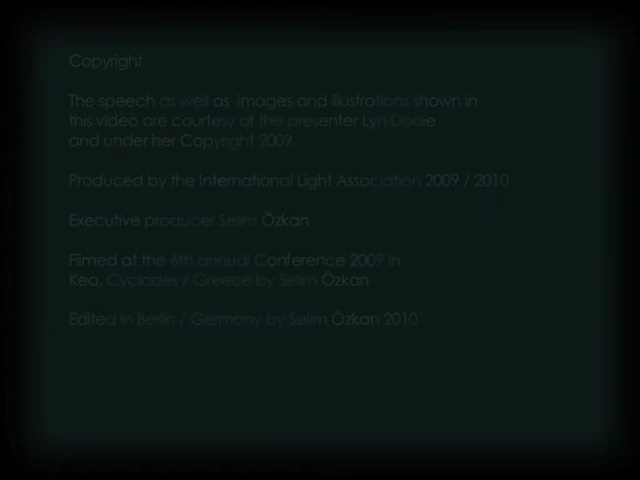 Copyright
The speech as well as images and illustrations shown in
this video are courtesy of the presenter Lyn Doole
and under her Copyright 2009
Produced by the International Light Association 2009 / 2010
Executive producer Selim Özkan
Filmed at the 6th annual Conference 2009 in
Kea, Cyclades / Greece by Selim Özkan
Edited in Berlin / Germany by Selim Özkan 2010